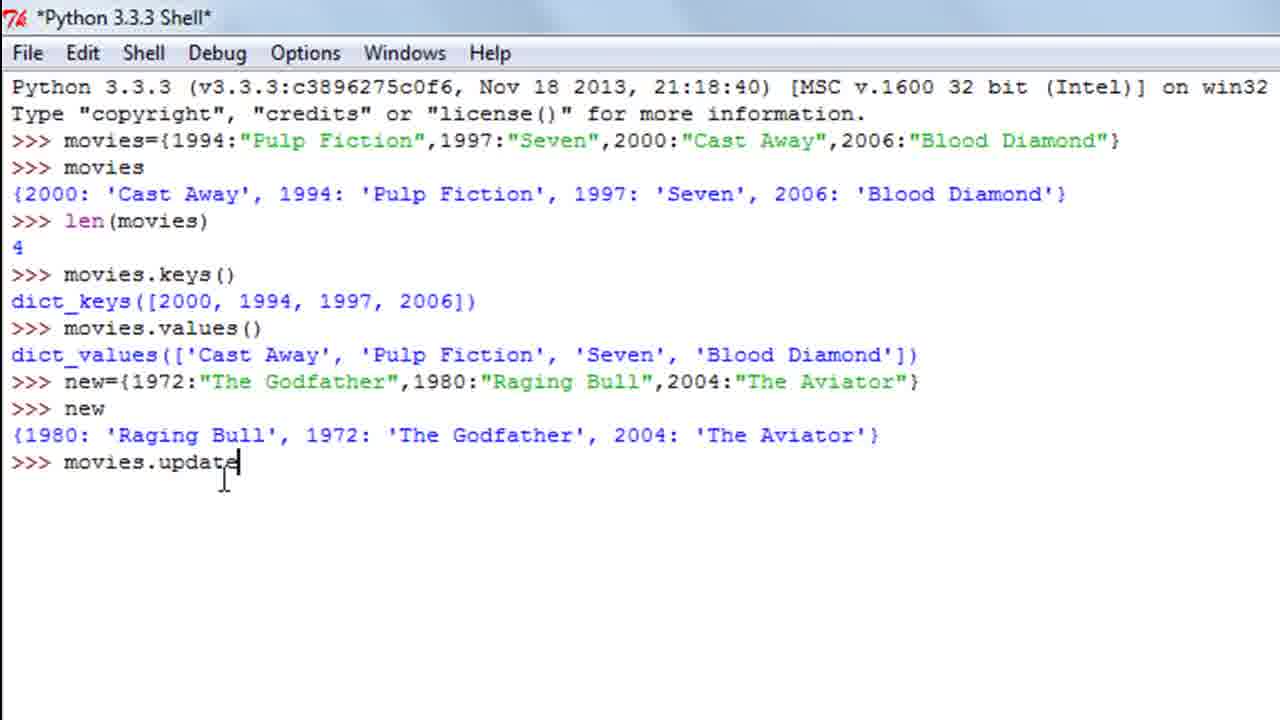 *Python 3.3.3 Shell*
File Edit Shell Debug Options Windows Help
Python 3.3.3 (v3.3.3:c3896275c0f6, Nov 18 2013, 21:18:40) [MSC v.1600 32 bit (Intel)] on win32
Type "copyright", "credits" or "license()" for more information.
>>> movies={1994:"Pulp Fiction",1997:"Seven",2000:"Cast Away",2006:"Blood Diamond"}
>>> movies
{2000: 'Cast Away', 1994: 'Pulp Fiction', 1997: 'Seven', 2006: 'Blood Diamond'}
>>> len(movies)
4
>>> movies.keys()
dict_keys([2000, 1994, 1997, 2006])
>>> movies.values()
dict_values(['Cast Away', 'Pulp Fiction', 'Seven', 'Blood Diamond'])
>>> new={1972:"The Godfather",1980:"Raging Bull",2004:"The Aviator"}
>>> new
{1980: 'Raging Bull', 1972: 'The Godfather', 2004: 'The Aviator'}
>>> movies.update